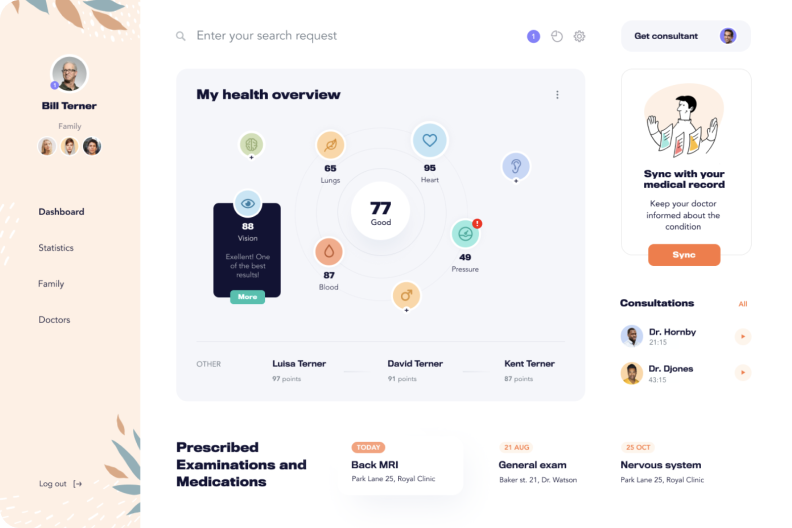 Enter your search request
1
Get consultant
1
Bill Terner
Family
Dashboard
Statistics
Family
Doctors
Log out
My health overview
65
Lungs
95
Heart
77
Good
88
Vision
Exellent! One
of the best
results!
More
!
49
Pressure
87
Blood
OTHER
Luisa Terner
97 points
David Terner
91 points
Kent Terner
87 points
Sync with your
medical record
Keep your doctor
informed about the
condition
Sync
Consultations
All
Dr. Hornby
21:15
Dr. Djones
43:15
Prescribed
Examinations and
Medications
TODAY
Back MRI
Park Lane 25, Royal Clinic
21 AUG
General exam
Baker st. 21, Dr. Watson
25 OCT
Nervous system
Park Lane 25, Royal Clinic